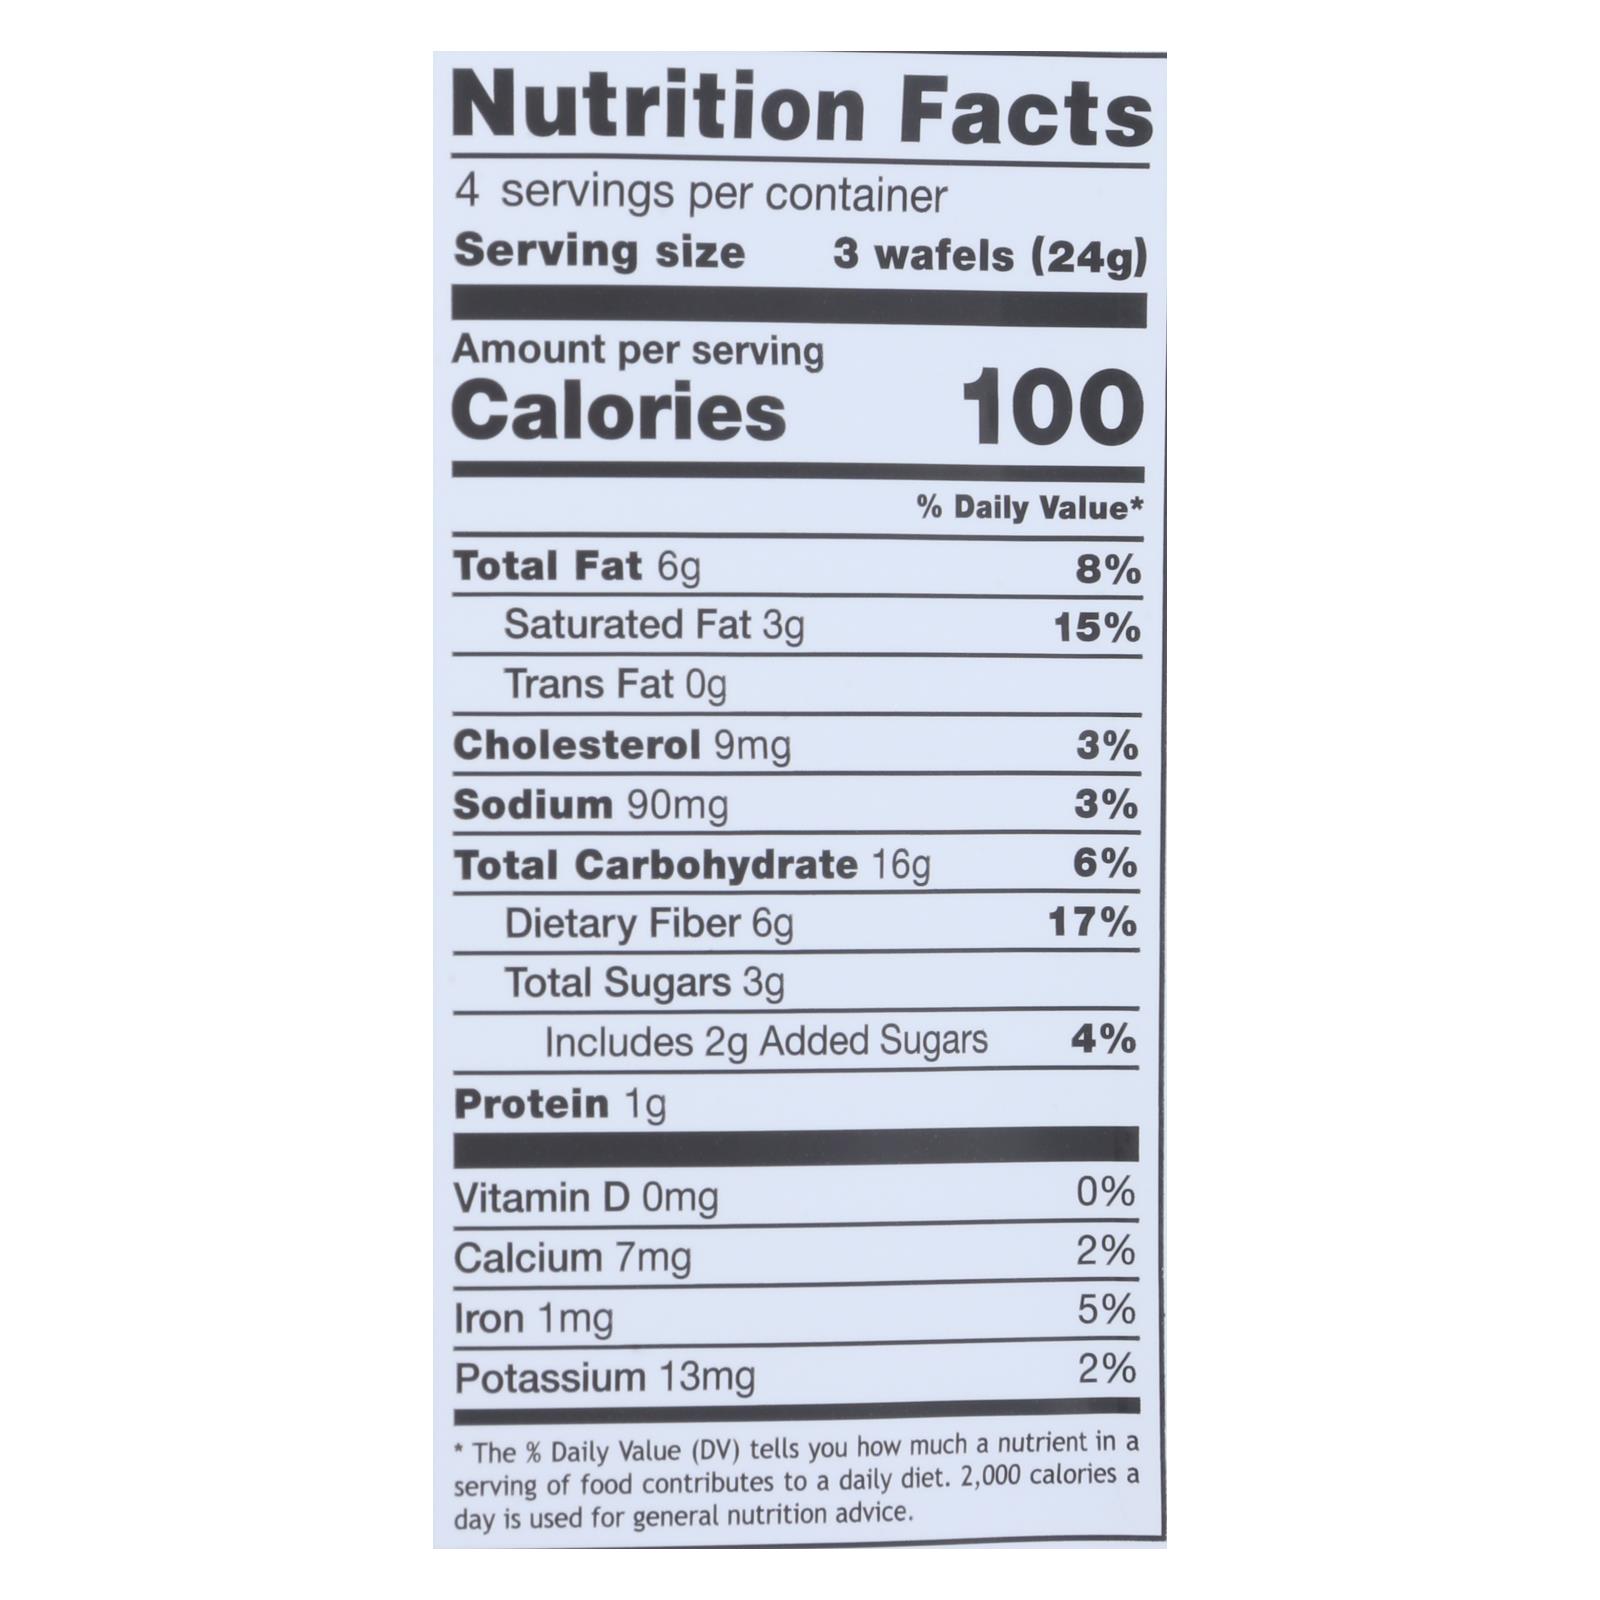 Nutrition Facts
4 servings per container
Serving size 3 wafels (24g)
Amount per serving
Calories 100
% Daily Value*
Total Fat 6g 8%
Saturated Fat 3g 15%
Trans Fat 0g
Cholesterol 9mg 3%
Sodium 90mg 3%
Total Carbohydrate 16g 6%
Dietary Fiber 6g 17%
Total Sugars 3g
Includes 2g Added Sugars 4%
Protein 1g
Vitamin D 0mg 0%
Calcium 7mg 2%
Iron 1mg 5%
Potassium 13mg 2%
* The % Daily Value (DV) tells you how much a nutrient in a
serving of food contributes to a daily diet. 2,000 calories a
day is used for general nutrition advice.